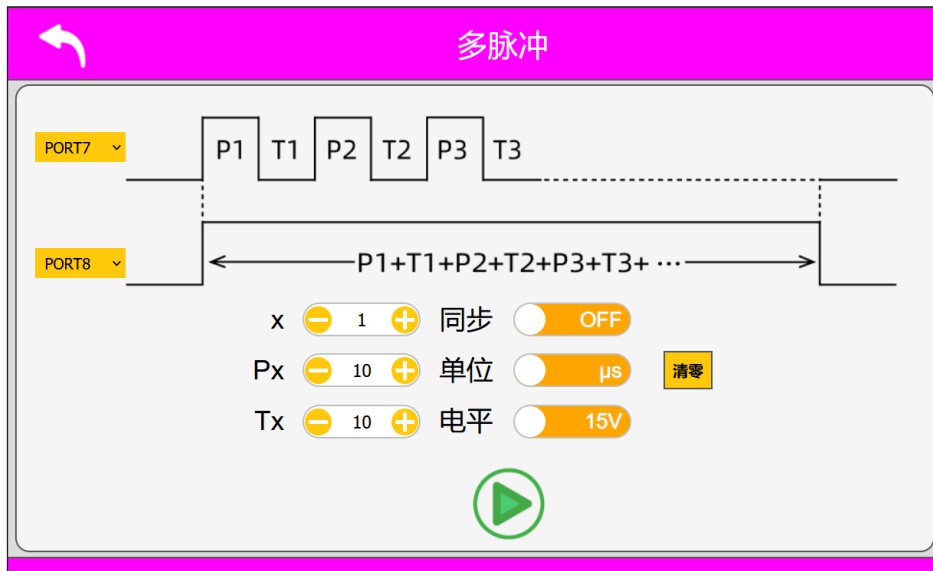 多脉冲
PORT7
P1 T1 P2 T2 P3 T3
PORT8
P1+T1+P2+T2+P3+T3+ ···
x 1 同步 OFF
Px 10 单位 μs 清零
Tx 10 电平 15V